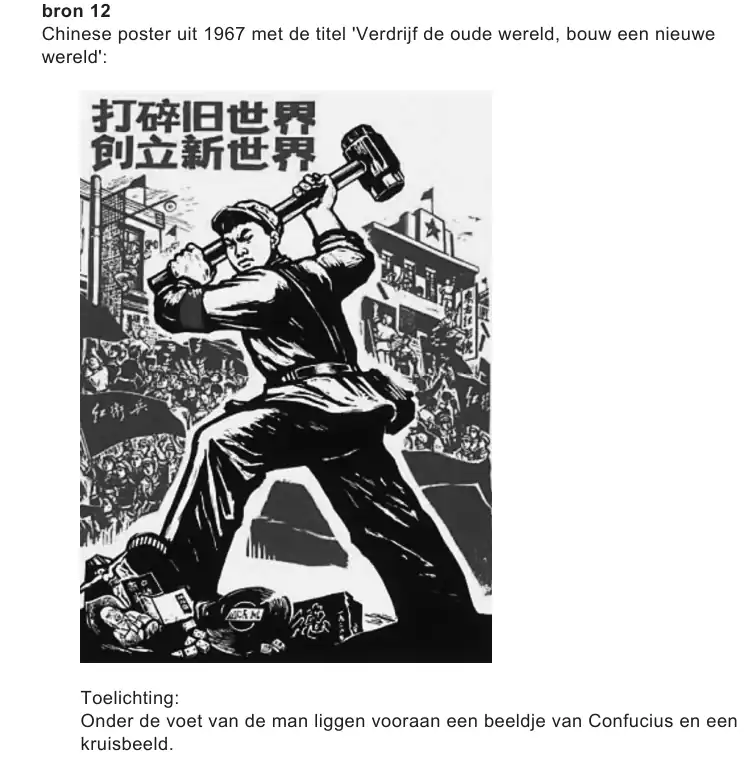 bron 12
Chinese poster uit 1967 met de titel 'Verdrijf de oude wereld, bouw een nieuwe
wereld':
打碎旧世界
創立新世界
红衛兵
Toelichting:
Onder de voet van de man liggen vooraan een beeldje van Confucius en een
kruisbeeld.